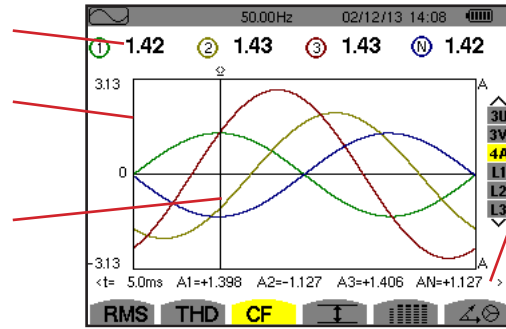 50.00Hz 02/12/13 14:08
1 1.42 2 1.43 3 1.43 N 1.42
3.13 A
3U
3V
4A
L1
L2
L3
0
-3.13 A
<t= 5.0ms A1=+1.398 A2=-1.127 A3=+1.406 AN=+1.127 >
RMS THD CF